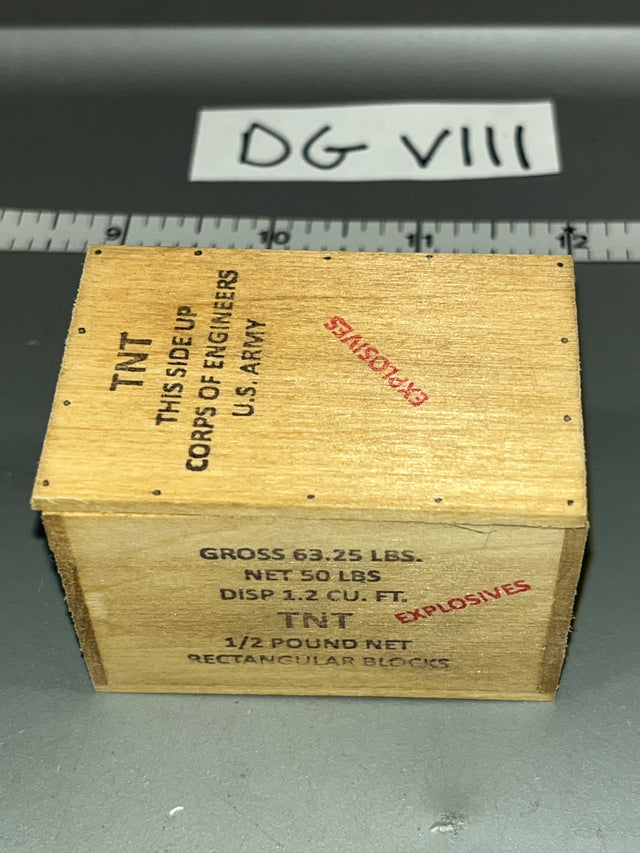 DG VIII
9 10 11 12
TNT
THIS SIDE UP
CORPS OF ENGINEERS
U.S. ARMY
EXPLOSIVES
GROSS 63.25 LBS.
NET 50 LBS
DISP 1.2 CU. FT.
TNT
1/2 POUND NET
RECTANGULAR BLOCKS
EXPLOSIVES